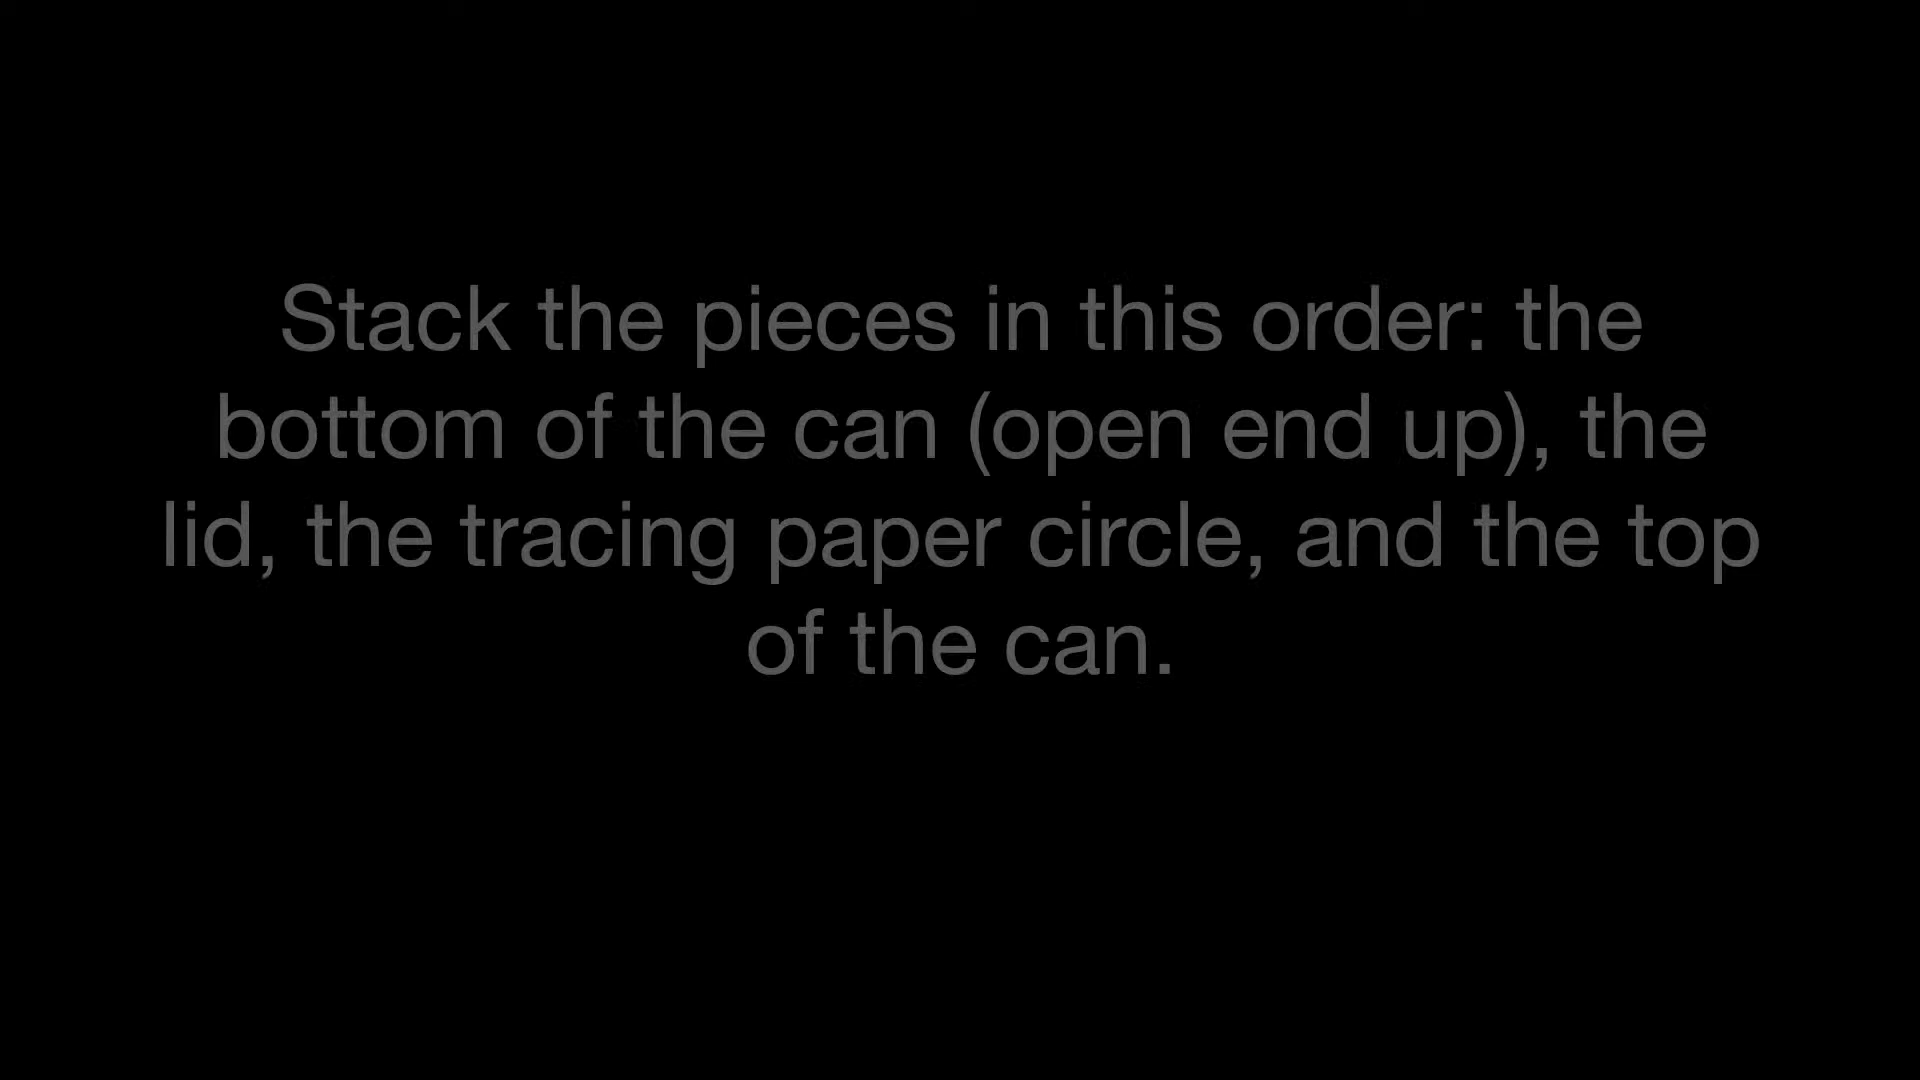 Stack the pieces in this order: the
bottom of the can (open end up), the
lid, the tracing paper circle, and the top
of the can.